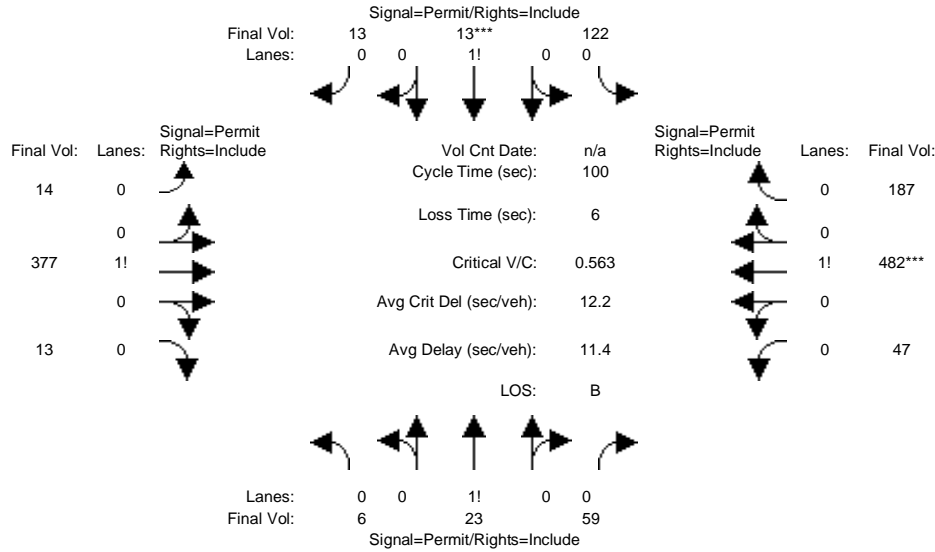 Signal=Permit/Rights=Include
Final Vol: 13 13*** 122
Lanes: 0 0 1! 0 0
Signal=Permit Signal=Permit
Final Vol: Lanes: Rights=Include Vol Cnt Date: n/a Rights=Include Lanes: Final Vol:
Cycle Time (sec): 100
14 0 0 187
Loss Time (sec): 6
0 0
377 1! Critical V/C: 0.563 1! 482***
0 Avg Crit Del (sec/veh): 12.2 0
13 0 Avg Delay (sec/veh): 11.4 0 47
LOS: B
Lanes: 0 0 1! 0 0
Final Vol: 6 23 59
Signal=Permit/Rights=Include